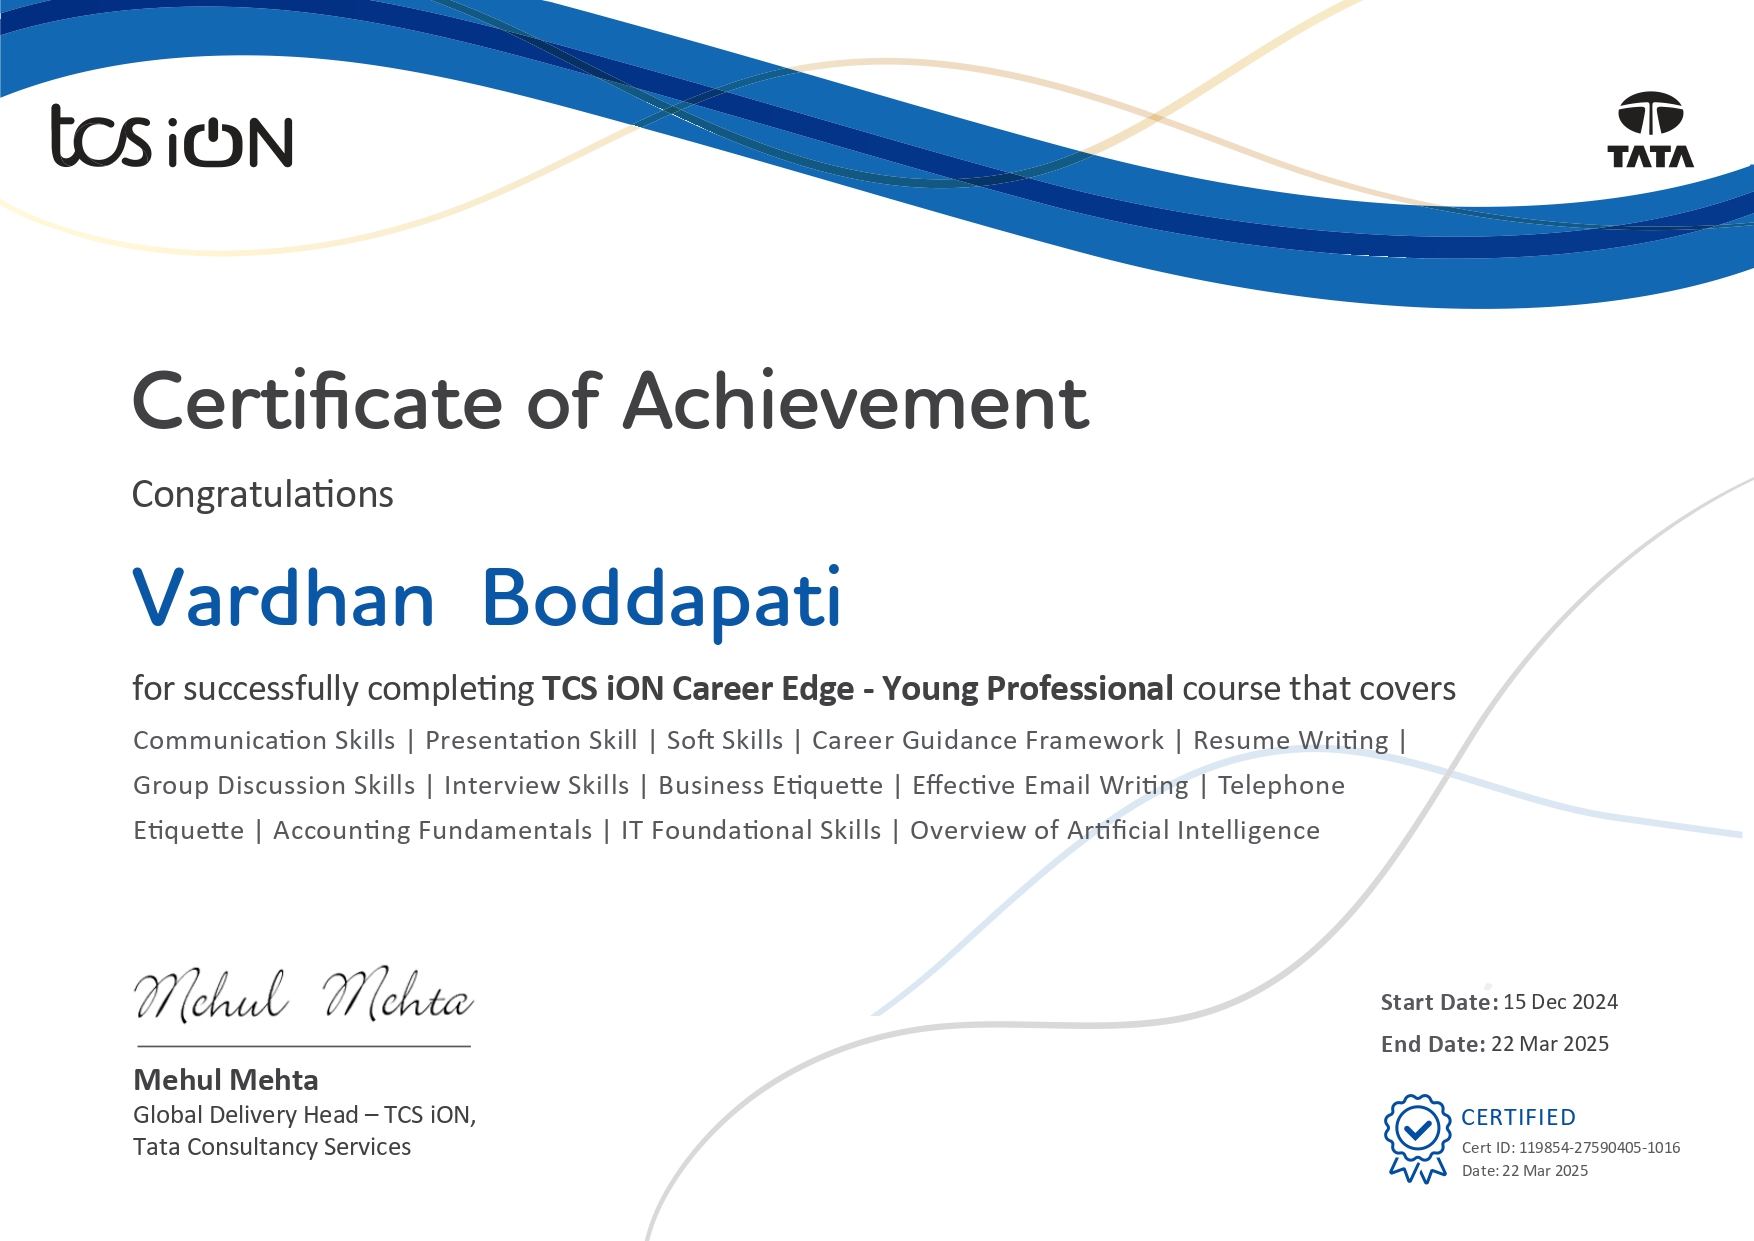 tcs iON
TATA
Certificate of Achievement
Congratulations
Vardhan Boddapati
for successfully completing TCS iON Career Edge - Young Professional course that covers
Communication Skills | Presentation Skill | Soft Skills | Career Guidance Framework | Resume Writing |
Group Discussion Skills | Interview Skills | Business Etiquette | Effective Email Writing | Telephone
Etiquette | Accounting Fundamentals | IT Foundational Skills | Overview of Artificial Intelligence
Mehul Mehta
Mehul Mehta
Global Delivery Head – TCS iON,
Tata Consultancy Services
Start Date: 15 Dec 2024
End Date: 22 Mar 2025
CERTIFIED
Cert ID: 119854-27590405-1016
Date: 22 Mar 2025